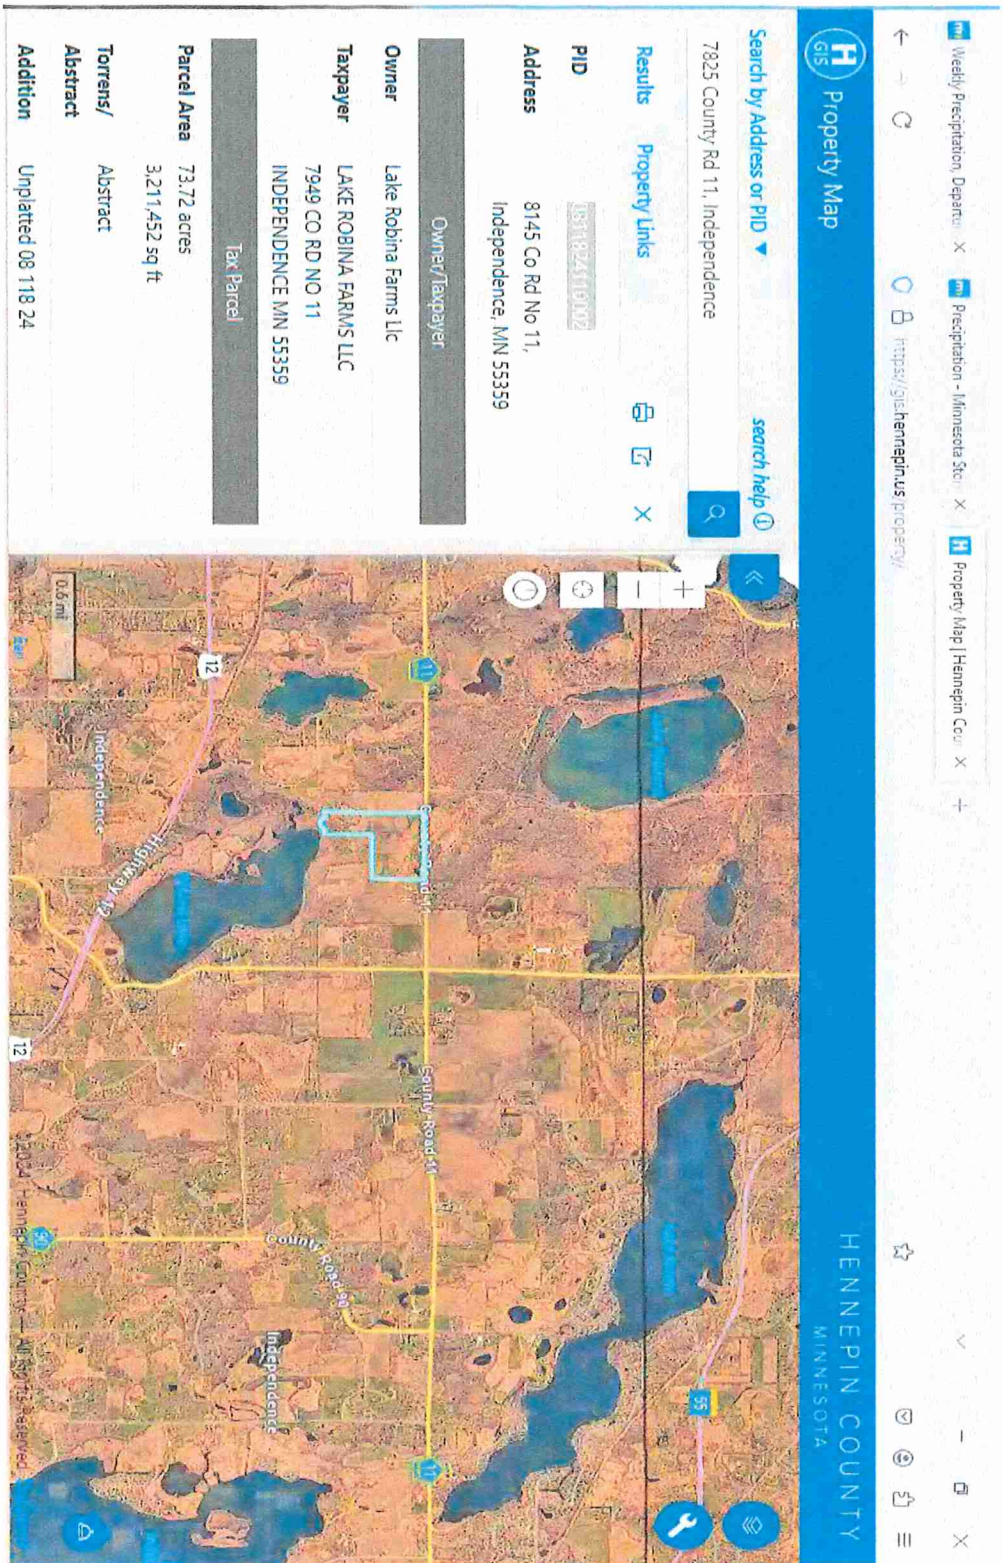 Weekly Precipitation, Departu
Precipitation - Minnesota Stor
Property Map | Hennepin Cou
https://gis.hennepin.us/property/
H
GIS
Property Map
HENNEPIN COUNTY
MINNESOTA
Search by Address or PID ▼
search help
7825 County Rd 11, Independence
Results Property Links
PID
0811824110002
Address 8145 Co Rd No 11,
Independence, MN 55359
Owner/Taxpayer
Owner Lake Robina Farms Llc
Taxpayer LAKE ROBINA FARMS LLC
7949 CO RD NO 11
INDEPENDENCE MN 55359
Tax Parcel
Parcel Area 73.72 acres
3,211,452 sq ft
Torrens/ Abstract
Abstract
Addition Unplatted 08 118 24
55
11
County Road 11
11
County Road 90
12
Highway 12
Independence
Independence
90
12
0.6 mi
©2024 Hennepin County — All Rights Reserved